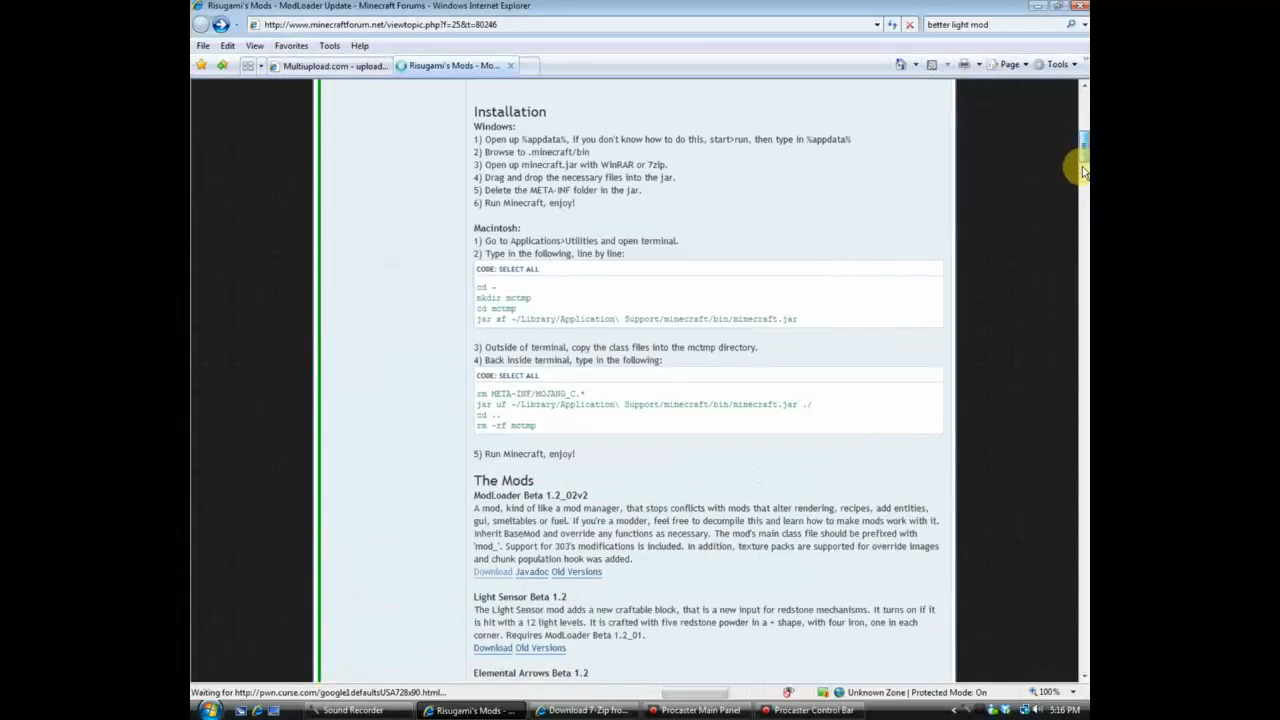 Risugami's Mods - ModLoader Update - Minecraft Forums - Windows Internet Explorer
http://www.minecraftforum.net/viewtopic.php?f=25&t=80246
better light mod
File Edit View Favorites Tools Help
Multiupload.com - upload...
Risugami's Mods - Mo...
Page
Tools
Installation
Windows:
1) Open up %appdata%, if you don't know how to do this, start>run, then type in %appdata%
2) Browse to .minecraft/bin
3) Open up minecraft.jar with WinRAR or 7zip.
4) Drag and drop the necessary files into the jar.
5) Delete the META-INF folder in the jar.
6) Run Minecraft, enjoy!
Macintosh:
1) Go to Applications>Utilities and open terminal.
2) Type in the following, line by line:
CODE: SELECT ALL
cd ~
mkdir mctmp
cd mctmp
jar xf ~/Library/Application\ Support/minecraft/bin/minecraft.jar
3) Outside of terminal, copy the class files into the mctmp directory.
4) Back inside terminal, type in the following:
CODE: SELECT ALL
rm META-INF/MOJANG_C.*
jar uf ~/Library/Application\ Support/minecraft/bin/minecraft.jar ./
cd ..
rm -rf mctmp
5) Run Minecraft, enjoy!
The Mods
ModLoader Beta 1.2_02v2
A mod, kind of like a mod manager, that stops conflicts with mods that alter rendering, recipes, add entities,
gui, smeltables or fuel. If you're a modder, feel free to decompile this and learn how to make mods work with it.
Inherit BaseMod and override any functions as necessary. The mod's main class file should be prefixed with
'mod_'. Support for 303's modifications is included. In addition, texture packs are supported for override images
and chunk population hook was added.
Download Javadoc Old Versions
Light Sensor Beta 1.2
The Light Sensor mod adds a new craftable block, that is a new input for redstone mechanisms. It turns on if it
is hit with a 12 light levels. It is crafted with five redstone powder in a + shape, with four iron, one in each
corner. Requires ModLoader Beta 1.2_01.
Download Old Versions
Elemental Arrows Beta 1.2
Waiting for http://pwn.curse.com/google1defaultsUSA728x90.html...
Unknown Zone | Protected Mode: On
100%
Sound Recorder
Risugami's Mods - ...
Download 7-Zip fro...
Procaster Main Panel
Procaster Control Bar
5:16 PM